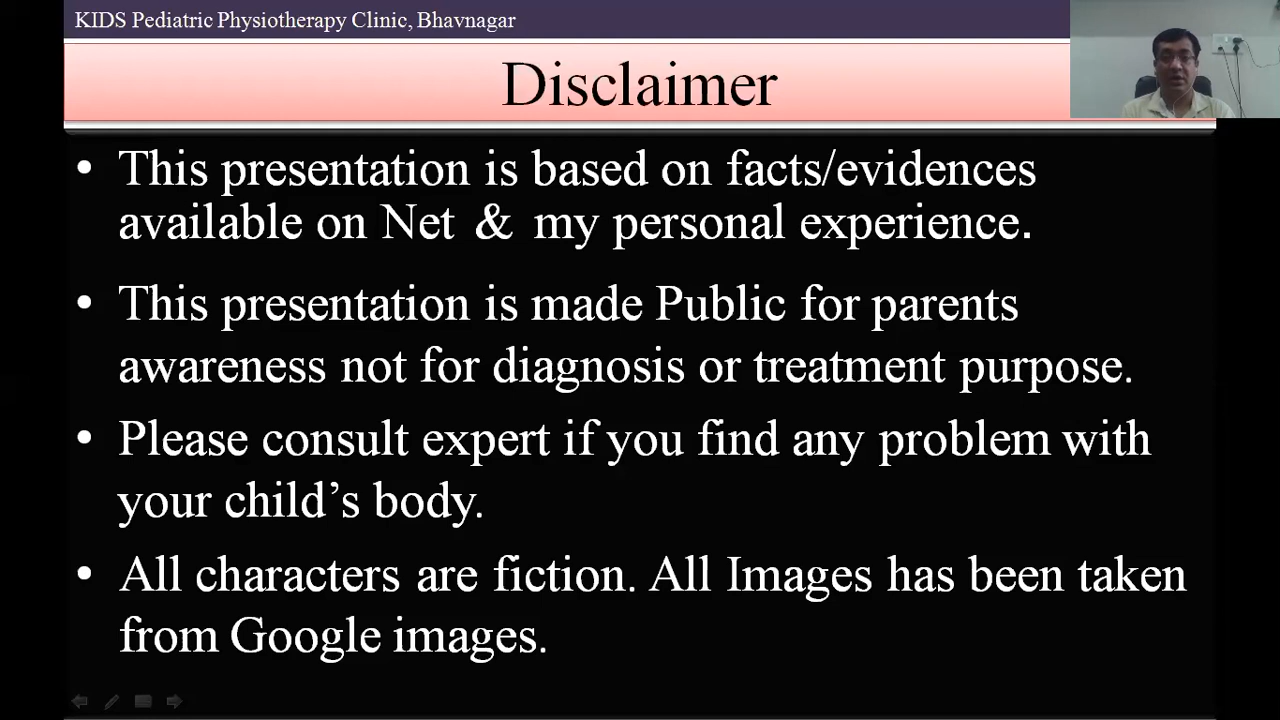 KIDS Pediatric Physiotherapy Clinic, Bhavnagar
Disclaimer
• This presentation is based on facts/evidences
available on Net & my personal experience.
• This presentation is made Public for parents
awareness not for diagnosis or treatment purpose.
• Please consult expert if you find any problem with
your child’s body.
• All characters are fiction. All Images has been taken
from Google images.